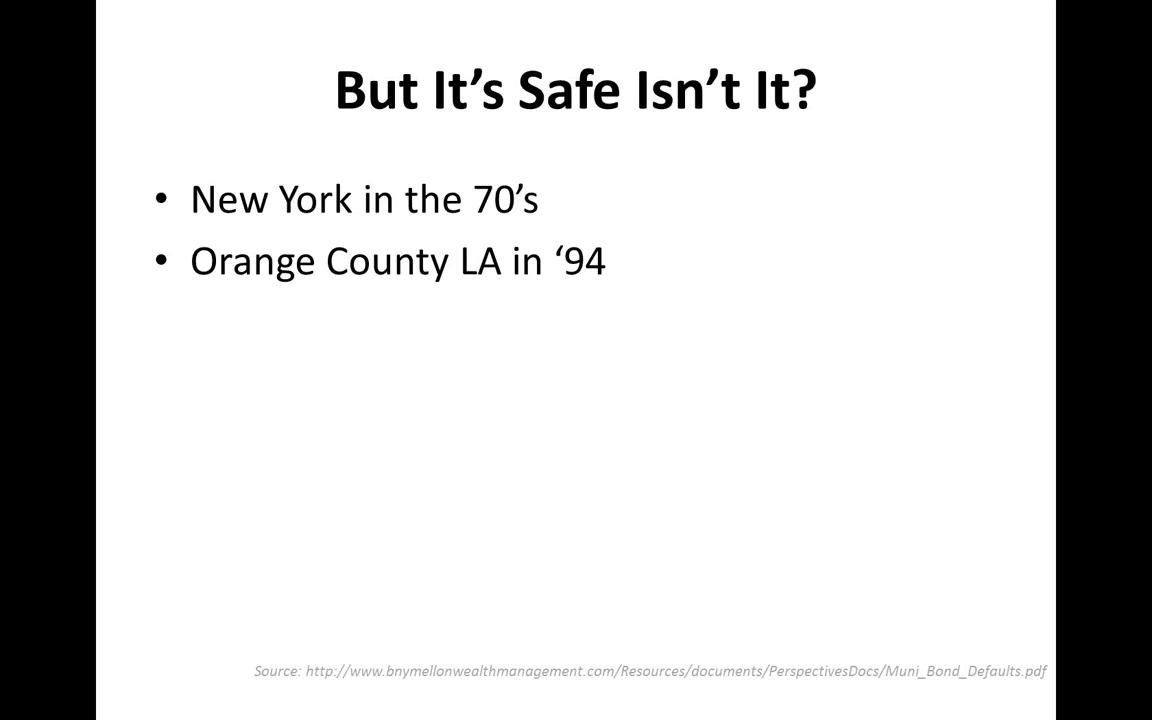 But It’s Safe Isn’t It?
• New York in the 70’s
• Orange County LA in ‘94
Source: http://www.bnymellonwealthmanagement.com/Resources/documents/PerspectivesDocs/Muni_Bond_Defaults.pdf